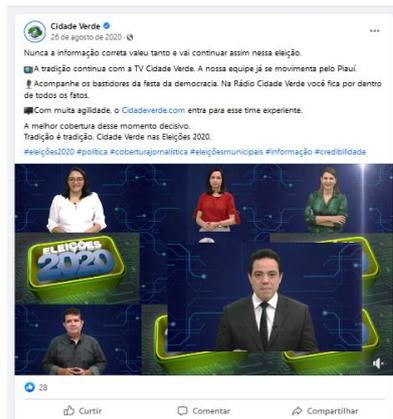 Cidade Verde
26 de agosto de 2020 ·
Nunca a informação correta valeu tanto e vai continuar assim nessa eleição.
A tradição continua com a TV Cidade Verde. A nossa equipe já se movimenta pelo Piauí.
Acompanhe os bastidores da festa da democracia. Na Rádio Cidade Verde você fica por dentro
de todos os fatos.
Com muita agilidade, o Cidadeverde.com entra para esse time experiente.
A melhor cobertura desse momento decisivo.
Tradição é tradição. Cidade Verde nas Eleições 2020.
#eleições2020 #política #coberturajornalística #eleiçõesmunicipais #informação #credibilidade
ELEIÇÕES
2020
28
Curtir
Comentar
Compartilhar